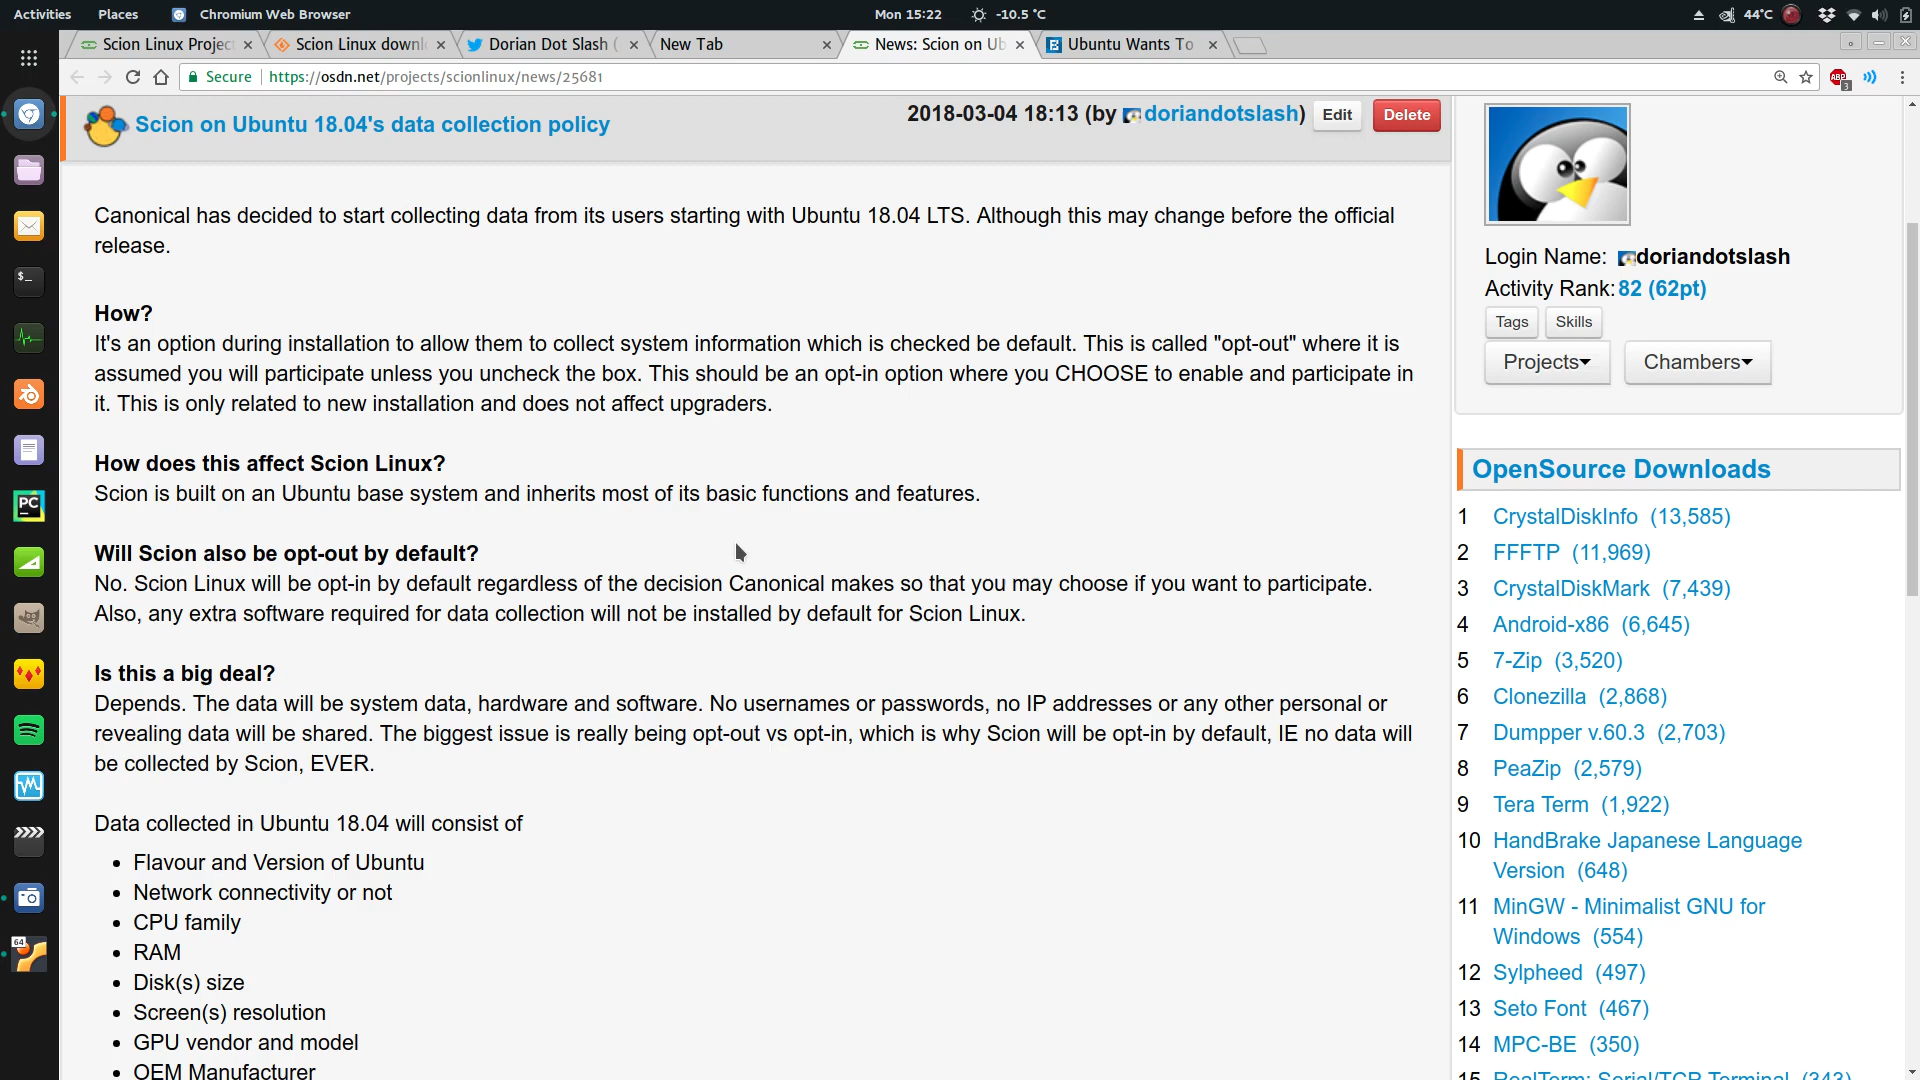 Activities Places Chromium Web Browser Mon 15:22 -10.5 °C 44°C
Scion Linux Projec Scion Linux downl Dorian Dot Slash ( New Tab News: Scion on Ub Ubuntu Wants To
Secure https://osdn.net/projects/scionlinux/news/25681 ABP 3
Scion on Ubuntu 18.04's data collection policy 2018-03-04 18:13 (by doriandotslash) Edit Delete
Canonical has decided to start collecting data from its users starting with Ubuntu 18.04 LTS. Although this may change before the official
release.
How?
It's an option during installation to allow them to collect system information which is checked be default. This is called "opt-out" where it is
assumed you will participate unless you uncheck the box. This should be an opt-in option where you CHOOSE to enable and participate in
it. This is only related to new installation and does not affect upgraders.
How does this affect Scion Linux?
Scion is built on an Ubuntu base system and inherits most of its basic functions and features.
Will Scion also be opt-out by default?
No. Scion Linux will be opt-in by default regardless of the decision Canonical makes so that you may choose if you want to participate.
Also, any extra software required for data collection will not be installed by default for Scion Linux.
Is this a big deal?
Depends. The data will be system data, hardware and software. No usernames or passwords, no IP addresses or any other personal or
revealing data will be shared. The biggest issue is really being opt-out vs opt-in, which is why Scion will be opt-in by default, IE no data will
be collected by Scion, EVER.
Data collected in Ubuntu 18.04 will consist of
• Flavour and Version of Ubuntu
• Network connectivity or not
• CPU family
• RAM
• Disk(s) size
• Screen(s) resolution
• GPU vendor and model
• OEM Manufacturer
Login Name: doriandotslash
Activity Rank: 82 (62pt)
Tags Skills
Projects Chambers
OpenSource Downloads
1 CrystalDiskInfo (13,585)
2 FFFTP (11,969)
3 CrystalDiskMark (7,439)
4 Android-x86 (6,645)
5 7-Zip (3,520)
6 Clonezilla (2,868)
7 Dumpper v.60.3 (2,703)
8 PeaZip (2,579)
9 Tera Term (1,922)
10 HandBrake Japanese Language
Version (648)
11 MinGW - Minimalist GNU for
Windows (554)
12 Sylpheed (497)
13 Seto Font (467)
14 MPC-BE (350)
15 RealTerm: Serial/TCP Terminal (343)
PC
64